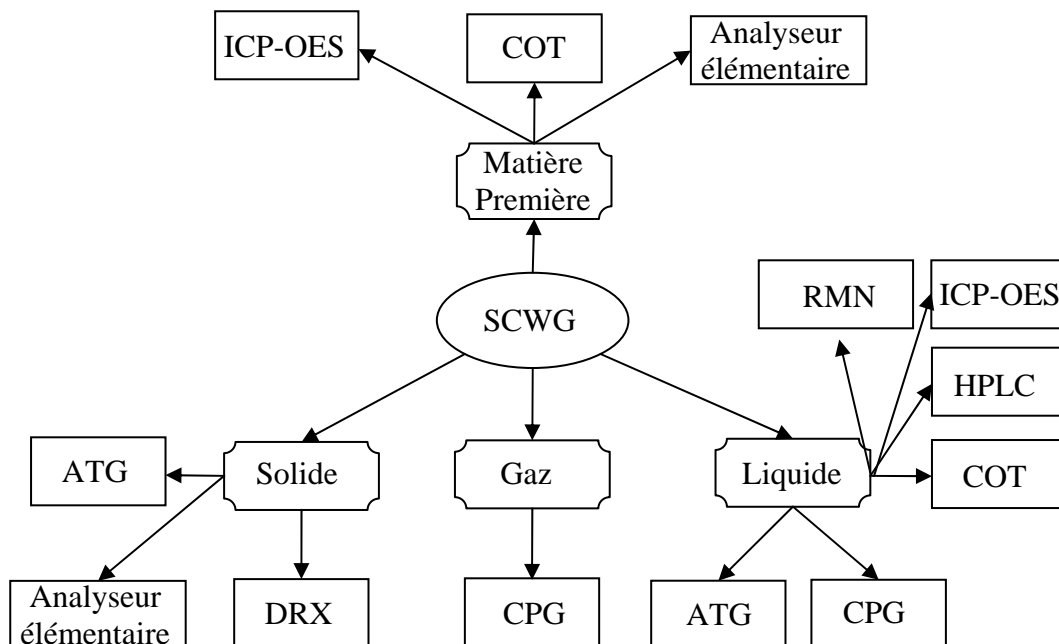 ICP-OES
COT
Analyseur
élémentaire
Matière
Première
SCWG
RMN
ICP-OES
HPLC
COT
ATG
Solide
Gaz
Liquide
Analyseur
élémentaire
DRX
CPG
ATG
CPG